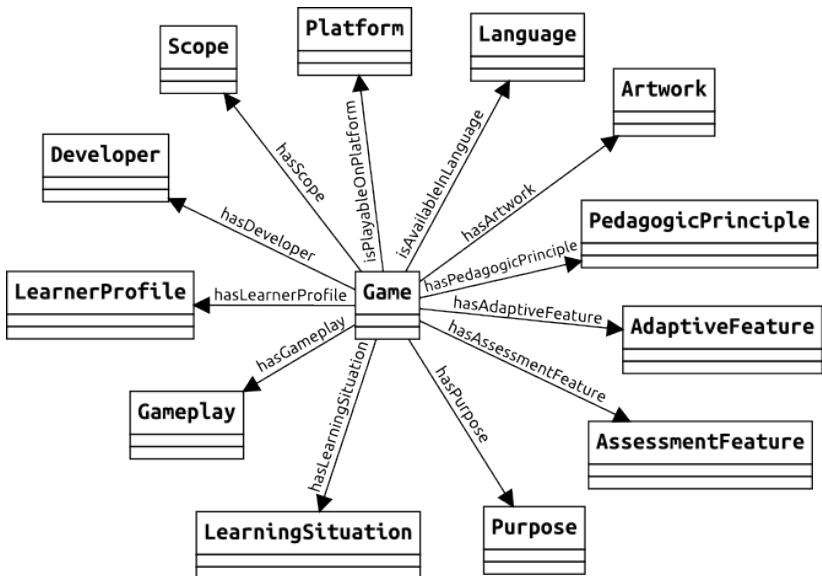 Platform
Language
Scope
Artwork
isPlayableOnPlatform
isAvailableInLanguage
hasScope
Developer
hasArtwork
PedagogicPrinciple
hasDeveloper
hasPedagogicPrinciple
LearnerProfile
hasLearnerProfile
Game
hasAdaptiveFeature
AdaptiveFeature
hasGameplay
hasAssessmentFeature
Gameplay
hasLearningSituation
hasPurpose
AssessmentFeature
LearningSituation
Purpose